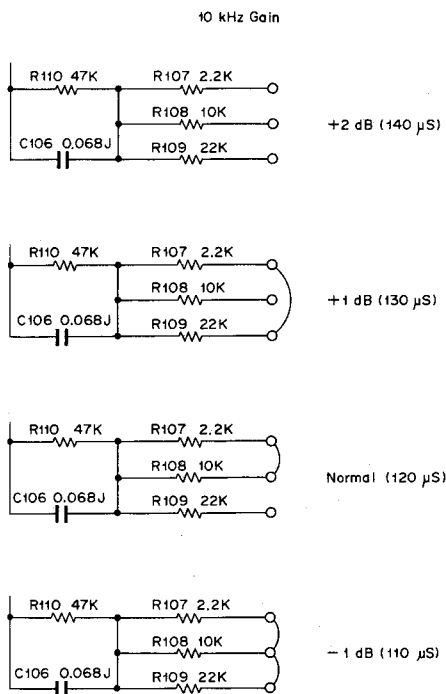 10 kHz Gain
R110 47K
R107 2.2K
R108 10K
+2 dB (140 µS)
C106 0.068J
R109 22K
R110 47K
R107 2.2K
R108 10K
+1 dB (130 µS)
C106 0.068J
R109 22K
R110 47K
R107 2.2K
R108 10K
Normal (120 µS)
C106 0.068J
R109 22K
R110 47K
R107 2.2K
R108 10K
-1 dB (110 µS)
C106 0.068J
R109 22K